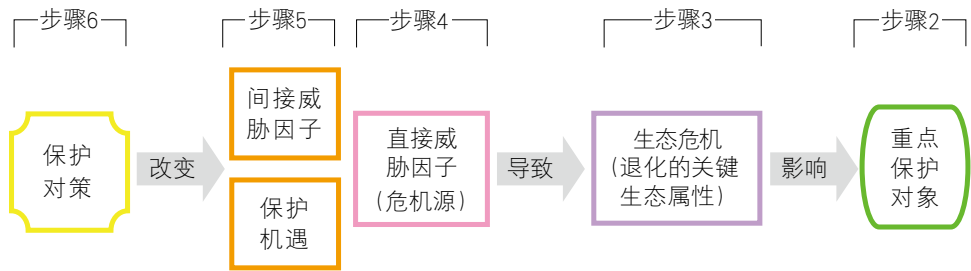 步骤6
步骤5
步骤4
步骤3
步骤2
保护
对策
改变
间接威
胁因子
保护
机遇
直接威
胁因子
（危机源）
导致
生态危机
（退化的关键
生态属性）
影响
重点
保护
对象